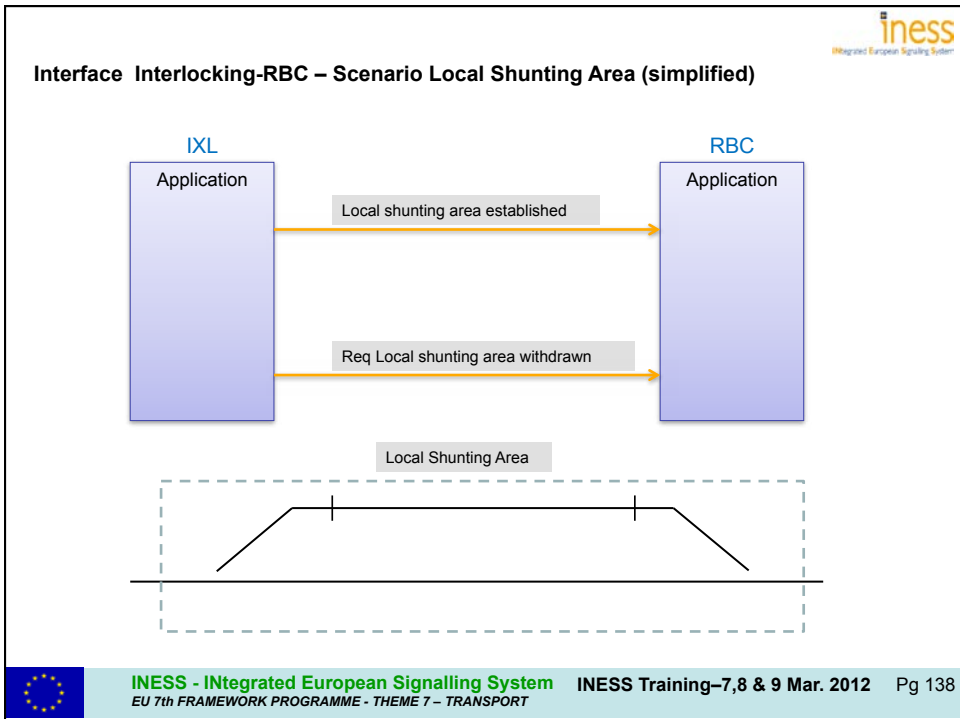 iness
INtegrated European Signalling System
Interface Interlocking-RBC – Scenario Local Shunting Area (simplified)
IXL
RBC
Application
Application
Local shunting area established
Req Local shunting area withdrawn
Local Shunting Area
INESS - INtegrated European Signalling System
INESS Training–7,8 & 9 Mar. 2012
Pg 138
EU 7th FRAMEWORK PROGRAMME - THEME 7 – TRANSPORT